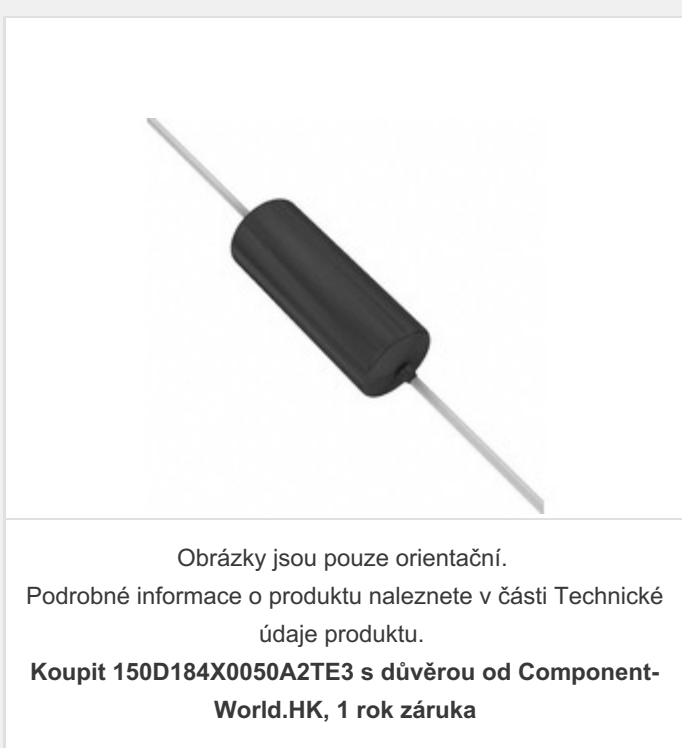 Obrázky jsou pouze orientační.
Podrobné informace o produktu naleznete v části Technické
údaje produktu.
Koupit 150D184X0050A2TE3 s důvěrou od Component-
World.HK, 1 rok záruka